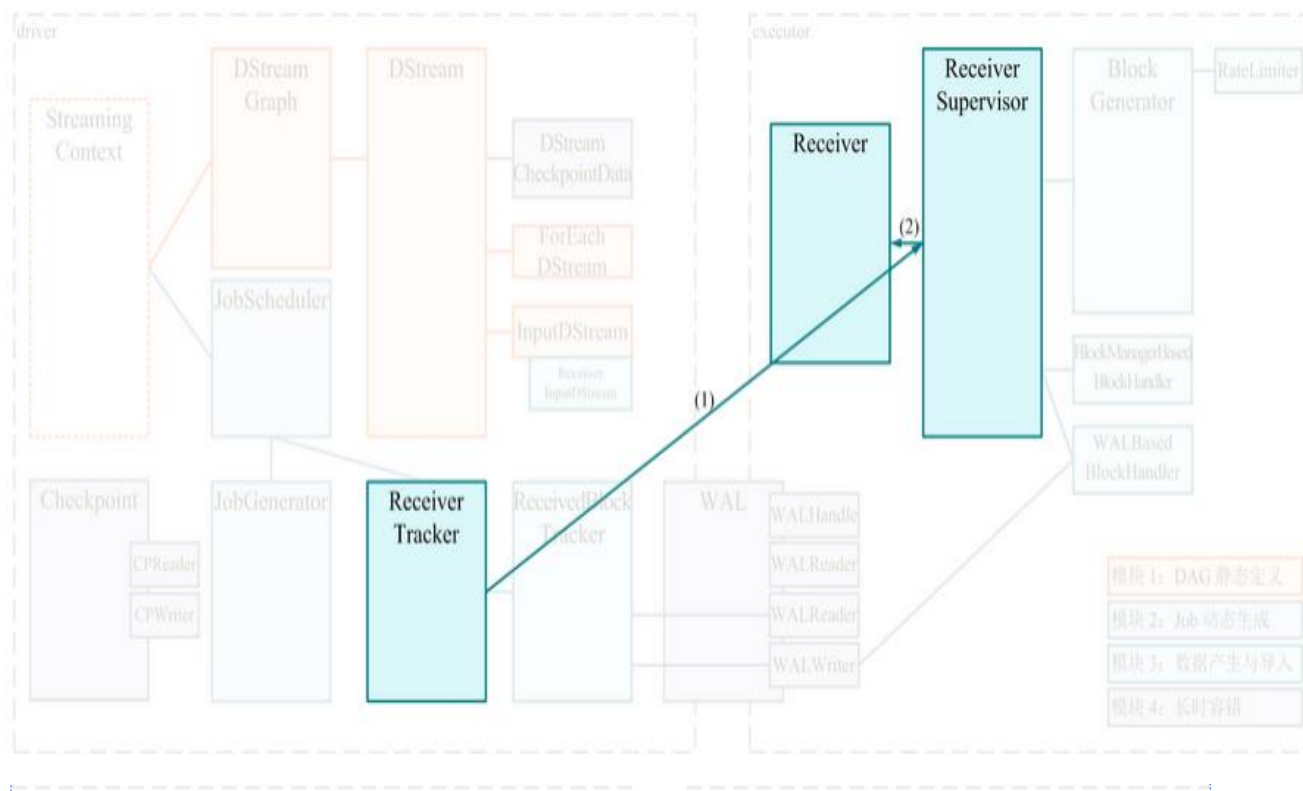 driver
executor
Streaming
Context
DStream
Graph
DStream
DStream
CheckpointData
ForEach
DStream
InputDStream
Receiver
InputDStream
JobScheduler
Checkpoint
CPReader
CPWriter
JobGenerator
Receiver
Tracker
ReceivedBlock
Tracker
WAL
WALHandle
WALReader
WALReader
WALWriter
(1)
(2)
Receiver
Receiver
Supervisor
Block
Generator
RateLimiter
BlockManagerBosed
BlockHandler
WALBased
BlockHandler
模块 1：DAG 静态定义
模块 2：Job 动态生成
模块 3：数据产生与导入
模块 4：长时容错